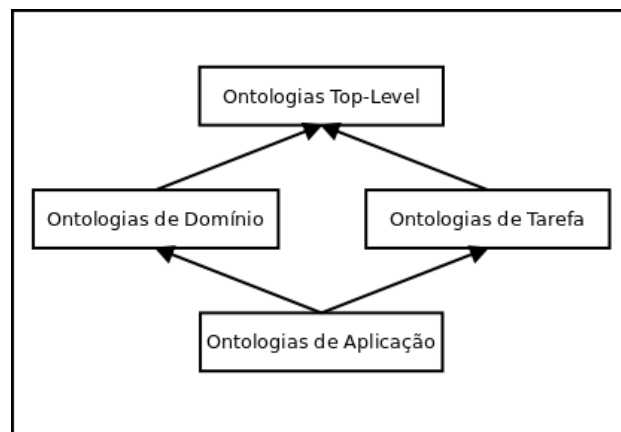 Ontologias Top-Level
Ontologias de Domínio
Ontologias de Tarefa
Ontologias de Aplicação